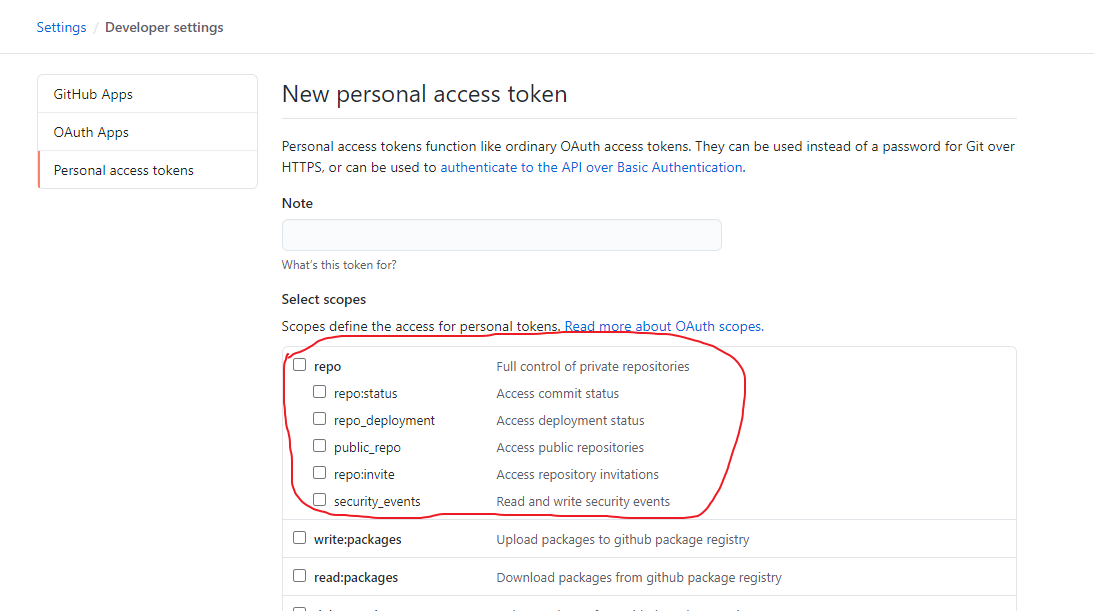 Settings / Developer settings
GitHub Apps
OAuth Apps
Personal access tokens
New personal access token
Personal access tokens function like ordinary OAuth access tokens. They can be used instead of a password for Git over
HTTPS, or can be used to authenticate to the API over Basic Authentication.
Note
What's this token for?
Select scopes
Scopes define the access for personal tokens. Read more about OAuth scopes.
repo Full control of private repositories
repo:status Access commit status
repo_deployment Access deployment status
public_repo Access public repositories
repo:invite Access repository invitations
security_events Read and write security events
write:packages Upload packages to github package registry
read:packages Download packages from github package registry